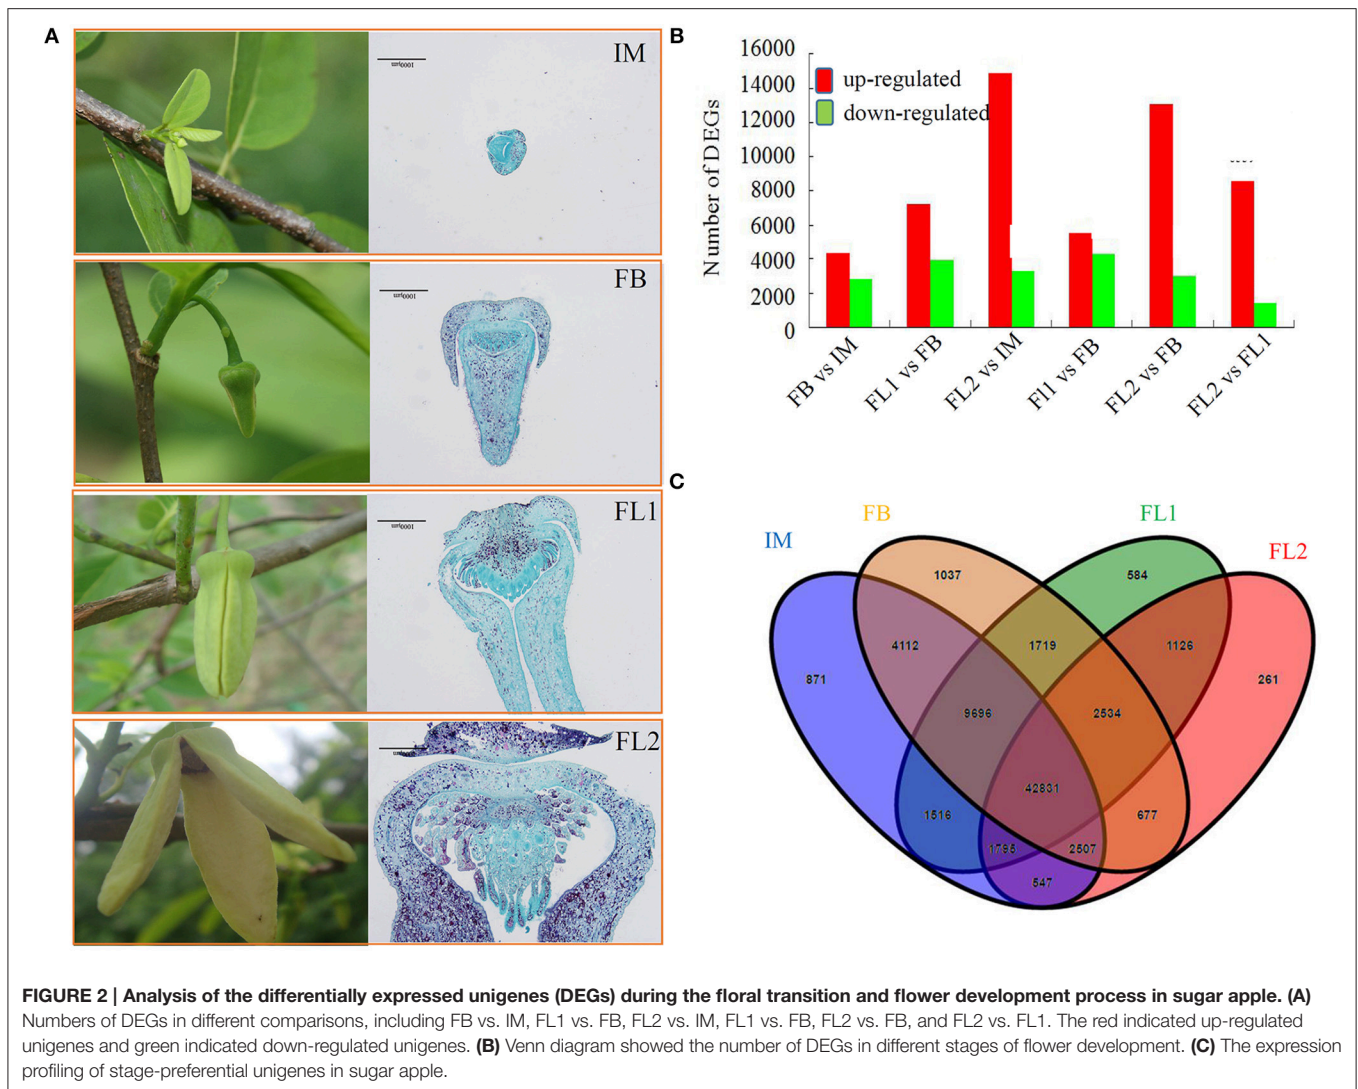 A
IM
1000μm
FB
1000μm
FL1
1000μm
FL2
B
16000
14000
12000
10000
8000
6000
4000
2000
0
Number of DEGs
up-regulated
down-regulated
FB vs IM
FL1 vs FB
FL2 vs IM
Fl1 vs FB
FL2 vs FB
FL2 vs FL1
C
IM
FB
FL1
FL2
1037
584
4112
1719
1126
871
261
9696
2534
42831
1516
677
1795
2507
547
FIGURE 2 | Analysis of the differentially expressed unigenes (DEGs) during the floral transition and flower development process in sugar apple. (A)
Numbers of DEGs in different comparisons, including FB vs. IM, FL1 vs. FB, FL2 vs. IM, FL1 vs. FB, FL2 vs. FB, and FL2 vs. FL1. The red indicated up-regulated
unigenes and green indicated down-regulated unigenes. (B) Venn diagram showed the number of DEGs in different stages of flower development. (C) The expression
profiling of stage-preferential unigenes in sugar apple.